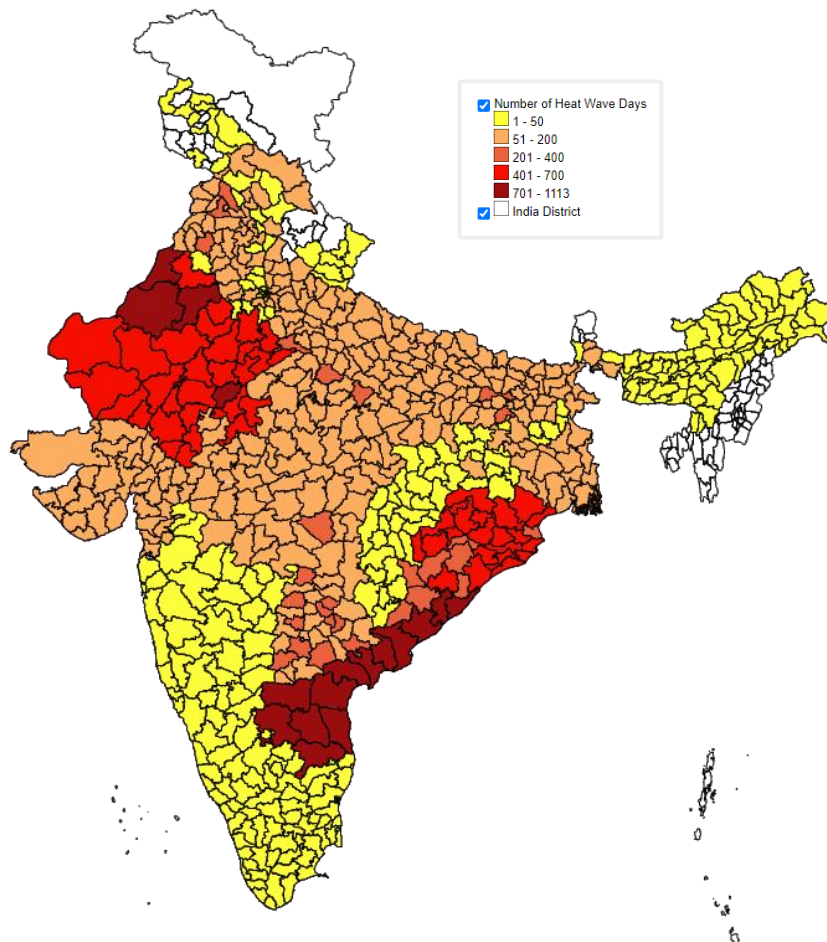 Number of Heat Wave Days
1 - 50
51 - 200
201 - 400
401 - 700
701 - 1113
India District